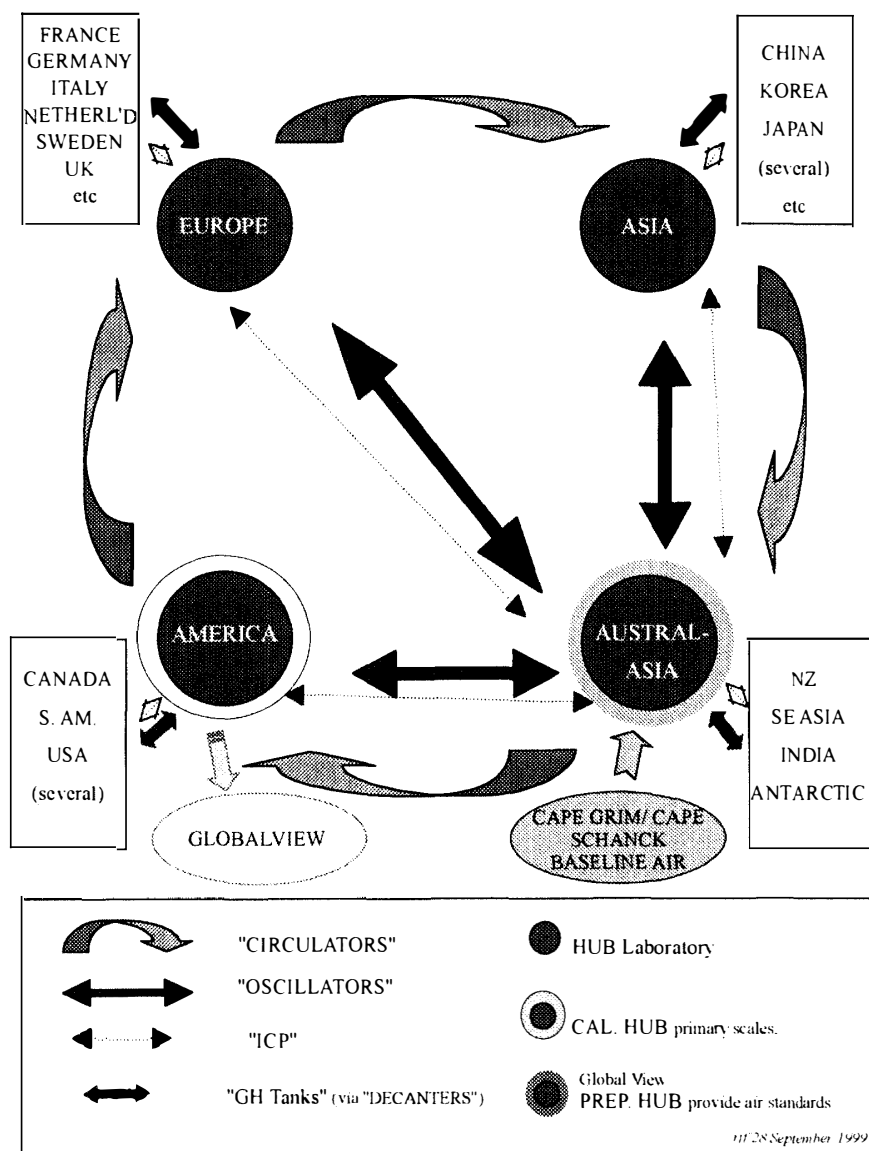 FRANCE
GERMANY
ITALY
NETHERL'D
SWEDEN
UK
etc
CHINA
KOREA
JAPAN
(several)
etc
EUROPE
ASIA
AMERICA
AUSTRAL-
ASIA
CANADA
S. AM.
USA
(several)
NZ
SE ASIA
INDIA
ANTARCTIC
GLOBALVIEW
CAPE GRIM/ CAPE
SCHANCK
BASELINE AIR
"CIRCULATORS"
"OSCILLATORS"
"ICP"
"GH Tanks" (via "DECANTERS")
HUB Laboratory
CAL. HUB primary scales.
Global View
PREP. HUB provide air standards
28 September 1999